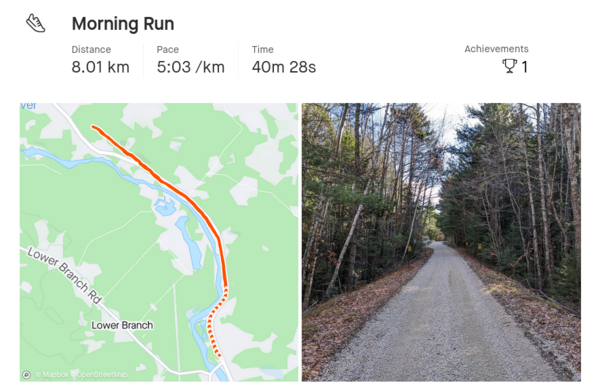 Morning Run
Distance
Pace
Time
Achievements
8.01 km
5:03 /km
40m 28s
1
ver
Lower Branch Rd
Lower Branch
© Mapbox © OpenStreetMap